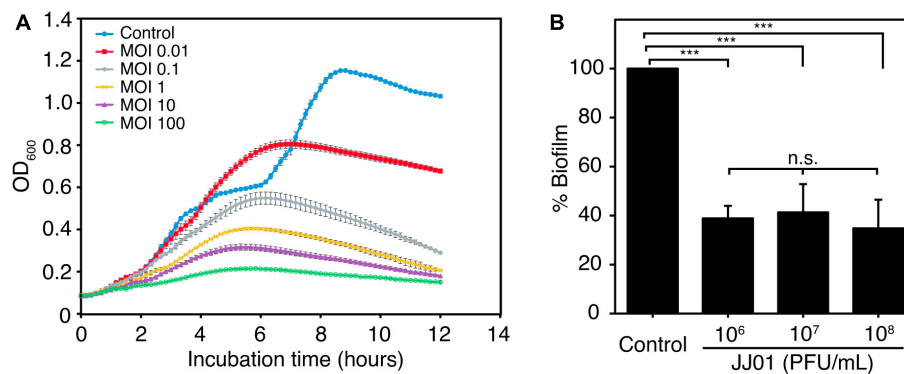 A
Control
MOI 0.01
MOI 0.1
MOI 1
MOI 10
MOI 100
1.4
1.2
1.0
0.8
0.6
0.4
0.2
0
OD600
0 2 4 6 8 10 12 14
Incubation time (hours)
B
***
***
***
n.s.
100
80
60
40
20
0
% Biofilm
Control 10⁶ 10⁷ 10⁸
JJ01 (PFU/mL)